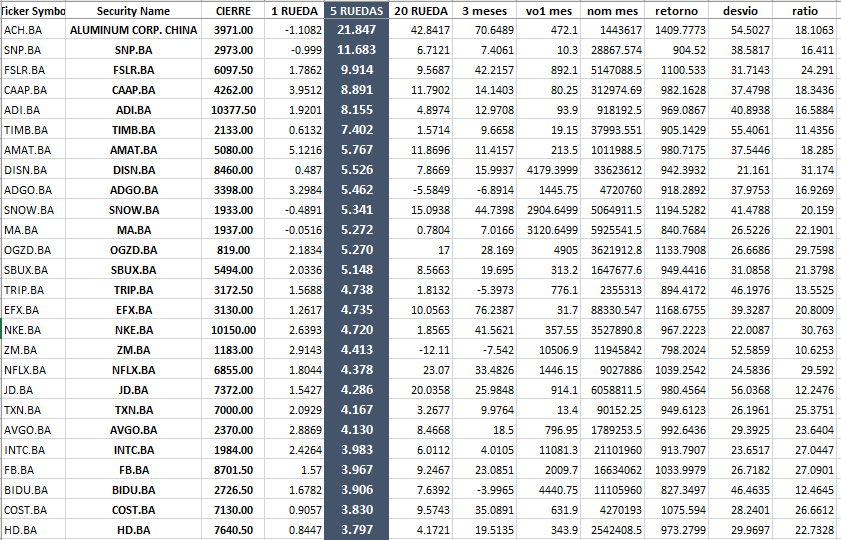 Ticker Symbo Security Name CIERRE 1 RUEDA 5 RUEDAS 20 RUEDA 3 meses vo1 mes nom mes retorno desvio ratio
ACH.BA ALUMINUM CORP. CHINA 3971.00 -1.1082 21.847 42.8417 70.6489 472.1 1443617 1409.7773 54.5027 18.1063
SNP.BA SNP.BA 2973.00 -0.999 11.683 6.7121 7.4061 10.3 28867.574 904.52 38.5817 16.411
FSLR.BA FSLR.BA 6097.50 1.7862 9.914 9.5687 42.2157 892.1 5147088.5 1100.533 31.7143 24.291
CAAP.BA CAAP.BA 4262.00 3.9512 8.891 11.7902 14.1403 80.25 312974.69 982.1628 37.4798 18.3436
ADI.BA ADI.BA 10377.50 1.9201 8.155 4.8974 12.9708 93.9 918192.5 969.0867 40.8938 16.5884
TIMB.BA TIMB.BA 2133.00 0.6132 7.402 1.5714 9.6658 19.15 37993.551 905.1429 55.4061 11.4356
AMAT.BA AMAT.BA 5080.00 5.1216 5.767 11.8696 11.4157 213.5 1011988.5 980.7175 37.5446 18.285
DISN.BA DISN.BA 8460.00 0.487 5.526 7.8669 15.9937 4179.3999 33623612 942.3932 21.161 31.174
ADGO.BA ADGO.BA 3398.00 3.2984 5.462 -5.5849 -6.8914 1445.75 4720760 918.2892 37.9753 16.9269
SNOW.BA SNOW.BA 1933.00 -0.4891 5.341 15.0938 44.7398 2904.6499 5064911.5 1194.5282 41.4788 20.159
MA.BA MA.BA 1937.00 -0.0516 5.272 0.7804 7.0166 3120.6499 5925541.5 840.7684 26.5226 22.1901
OGZD.BA OGZD.BA 819.00 2.1834 5.270 17 28.169 4905 3621912.8 1133.7908 26.6686 29.7598
SBUX.BA SBUX.BA 5494.00 2.0336 5.148 8.5663 19.695 313.2 1647677.6 949.4416 31.0858 21.3798
TRIP.BA TRIP.BA 3172.50 1.5688 4.738 1.8132 -5.3973 776.1 2355313 894.4172 46.1976 13.5525
EFX.BA EFX.BA 3130.00 1.2617 4.735 10.0563 76.2387 31.7 88330.547 1168.6755 39.3287 20.8009
NKE.BA NKE.BA 10150.00 2.6393 4.720 1.8565 41.5621 357.55 3527890.8 967.2223 22.0087 30.763
ZM.BA ZM.BA 1183.00 2.9143 4.413 -12.11 -7.542 10506.9 11945842 798.2024 52.5859 10.6253
NFLX.BA NFLX.BA 6855.00 1.8044 4.378 23.07 33.4826 1446.15 9027886 1039.2542 24.5836 29.592
JD.BA JD.BA 7372.00 1.5427 4.286 20.0358 25.9848 914.1 6058811.5 980.4564 56.0368 12.2476
TXN.BA TXN.BA 7000.00 2.0929 4.167 3.2677 9.9764 13.4 90152.25 949.6123 26.1961 25.3751
AVGO.BA AVGO.BA 2370.00 2.8869 4.130 8.4668 18.5 796.95 1789253.5 992.6436 29.3925 23.6404
INTC.BA INTC.BA 1984.00 2.4264 3.983 6.0112 4.0105 11081.3 21101960 913.7907 23.6517 27.0447
FB.BA FB.BA 8701.50 1.57 3.967 9.2467 23.0851 2009.7 16634062 1033.9979 26.7182 27.0901
BIDU.BA BIDU.BA 2726.50 1.6782 3.906 7.6392 -3.9965 4440.75 11105960 827.3497 46.4635 12.4645
COST.BA COST.BA 7130.00 0.9057 3.830 9.5743 35.0891 631.9 4270193 1075.594 28.2401 26.6612
HD.BA HD.BA 7640.50 0.8447 3.797 4.1721 19.5135 343.9 2542408.5 973.2799 29.9697 22.7328